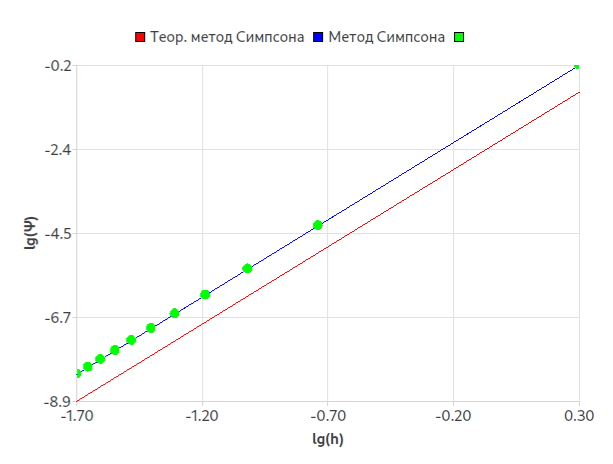 Теор. метод Симпсона Метод Симпсона
-0.2
-2.4
-4.5
-6.7
-8.9
lg(Ψ)
-1.70 -1.20 -0.70 -0.20 0.30
lg(h)